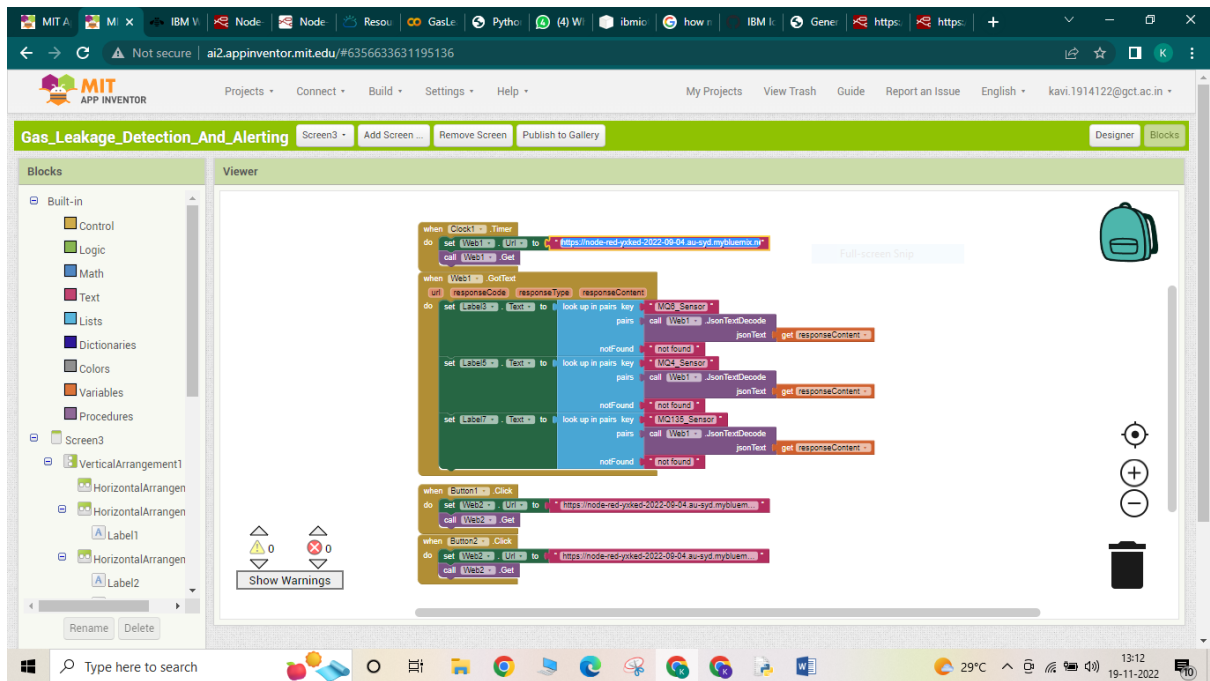 MIT A
MI
IBM W
Node-
Node-
Resou
GasLe
Pytho
(4) Wh
ibmio
how n
IBM Ic
Gener
https:
https:
Not secure
ai2.appinventor.mit.edu/#6356633631195136
K
MIT
APP INVENTOR
Projects
Connect
Build
Settings
Help
My Projects
View Trash
Guide
Report an Issue
English
kavi.1914122@gct.ac.in
Gas_Leakage_Detection_And_Alerting
Screen3
Add Screen ...
Remove Screen
Publish to Gallery
Designer
Blocks
Blocks
Viewer
Built-in
Control
Logic
Math
Text
Lists
Dictionaries
Colors
Variables
Procedures
Screen3
VerticalArrangement1
HorizontalArrangen
HorizontalArrangen
Label1
HorizontalArrangen
Label2
Rename
Delete
when Clock1 .Timer
do set Web1 . Url to " https://node-red-yxked-2022-09-04.au-syd.mybluemix.ne "
call Web1 .Get
Full-screen Snip
when Web1 .GotText
url responseCode responseType responseContent
do set Label3 . Text to look up in pairs key " MQ6_Sensor "
pairs call Web1 .JsonTextDecode
jsonText get responseContent
notFound " not found "
set Label5 . Text to look up in pairs key " MQ4_Sensor "
pairs call Web1 .JsonTextDecode
jsonText get responseContent
notFound " not found "
set Label7 . Text to look up in pairs key " MQ135_Sensor "
pairs call Web1 .JsonTextDecode
jsonText get responseContent
notFound " not found "
when Button1 .Click
do set Web2 . Url to " https://node-red-yxked-2022-09-04.au-syd.mybluem... "
call Web2 .Get
when Button2 .Click
do set Web2 . Url to " https://node-red-yxked-2022-09-04.au-syd.mybluem... "
call Web2 .Get
0
0
Show Warnings
Type here to search
29°C
13:12
19-11-2022
10